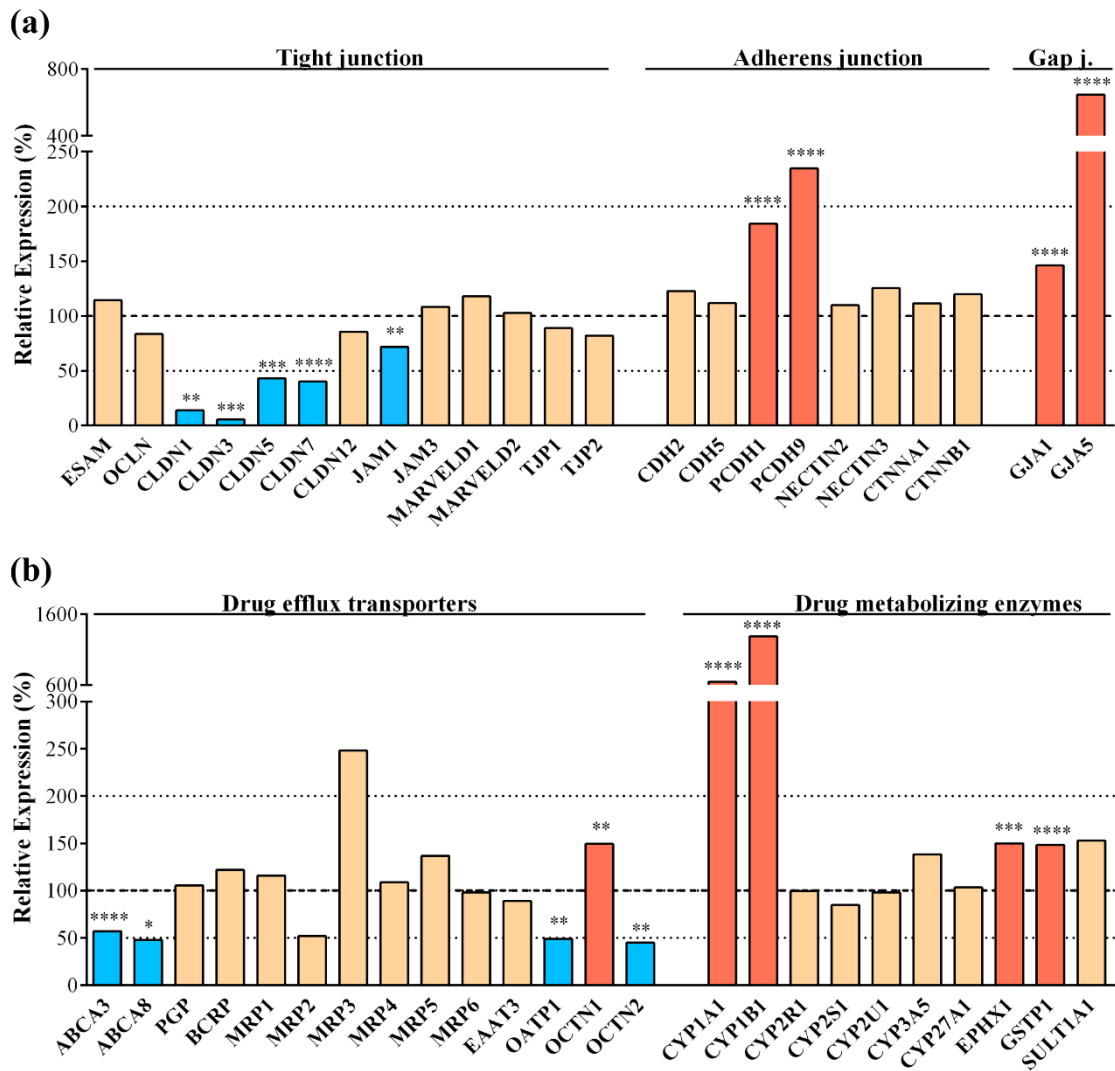 (a)
Tight junction
Adherens junction
Gap j.
Relative Expression (%)
800
400
250
200
150
100
50
0
**
***
***
****
**
****
****
****
****
ESAM
OCLN
CLDN1
CLDN3
CLDN5
CLDN7
CLDN12
JAM1
JAM3
MARVELD1
MARVELD2
TJP1
TJP2
CDH2
CDH5
PCDH1
PCDH9
NECTIN2
NECTIN3
CTNNA1
CTNNB1
GJA1
GJA5
(b)
Drug efflux transporters
Drug metabolizing enzymes
Relative Expression (%)
1600
600
300
250
200
150
100
50
0
****
*
**
**
**
****
****
***
****
ABCA3
ABCA8
PGP
BCRP
MRP1
MRP2
MRP3
MRP4
MRP5
MRP6
EAAT3
OATP1
OCTN1
OCTN2
CYP1A1
CYP1B1
CYP2R1
CYP2S1
CYP2U1
CYP3A5
CYP27A1
EPHX1
GSTP1
SULT1A1